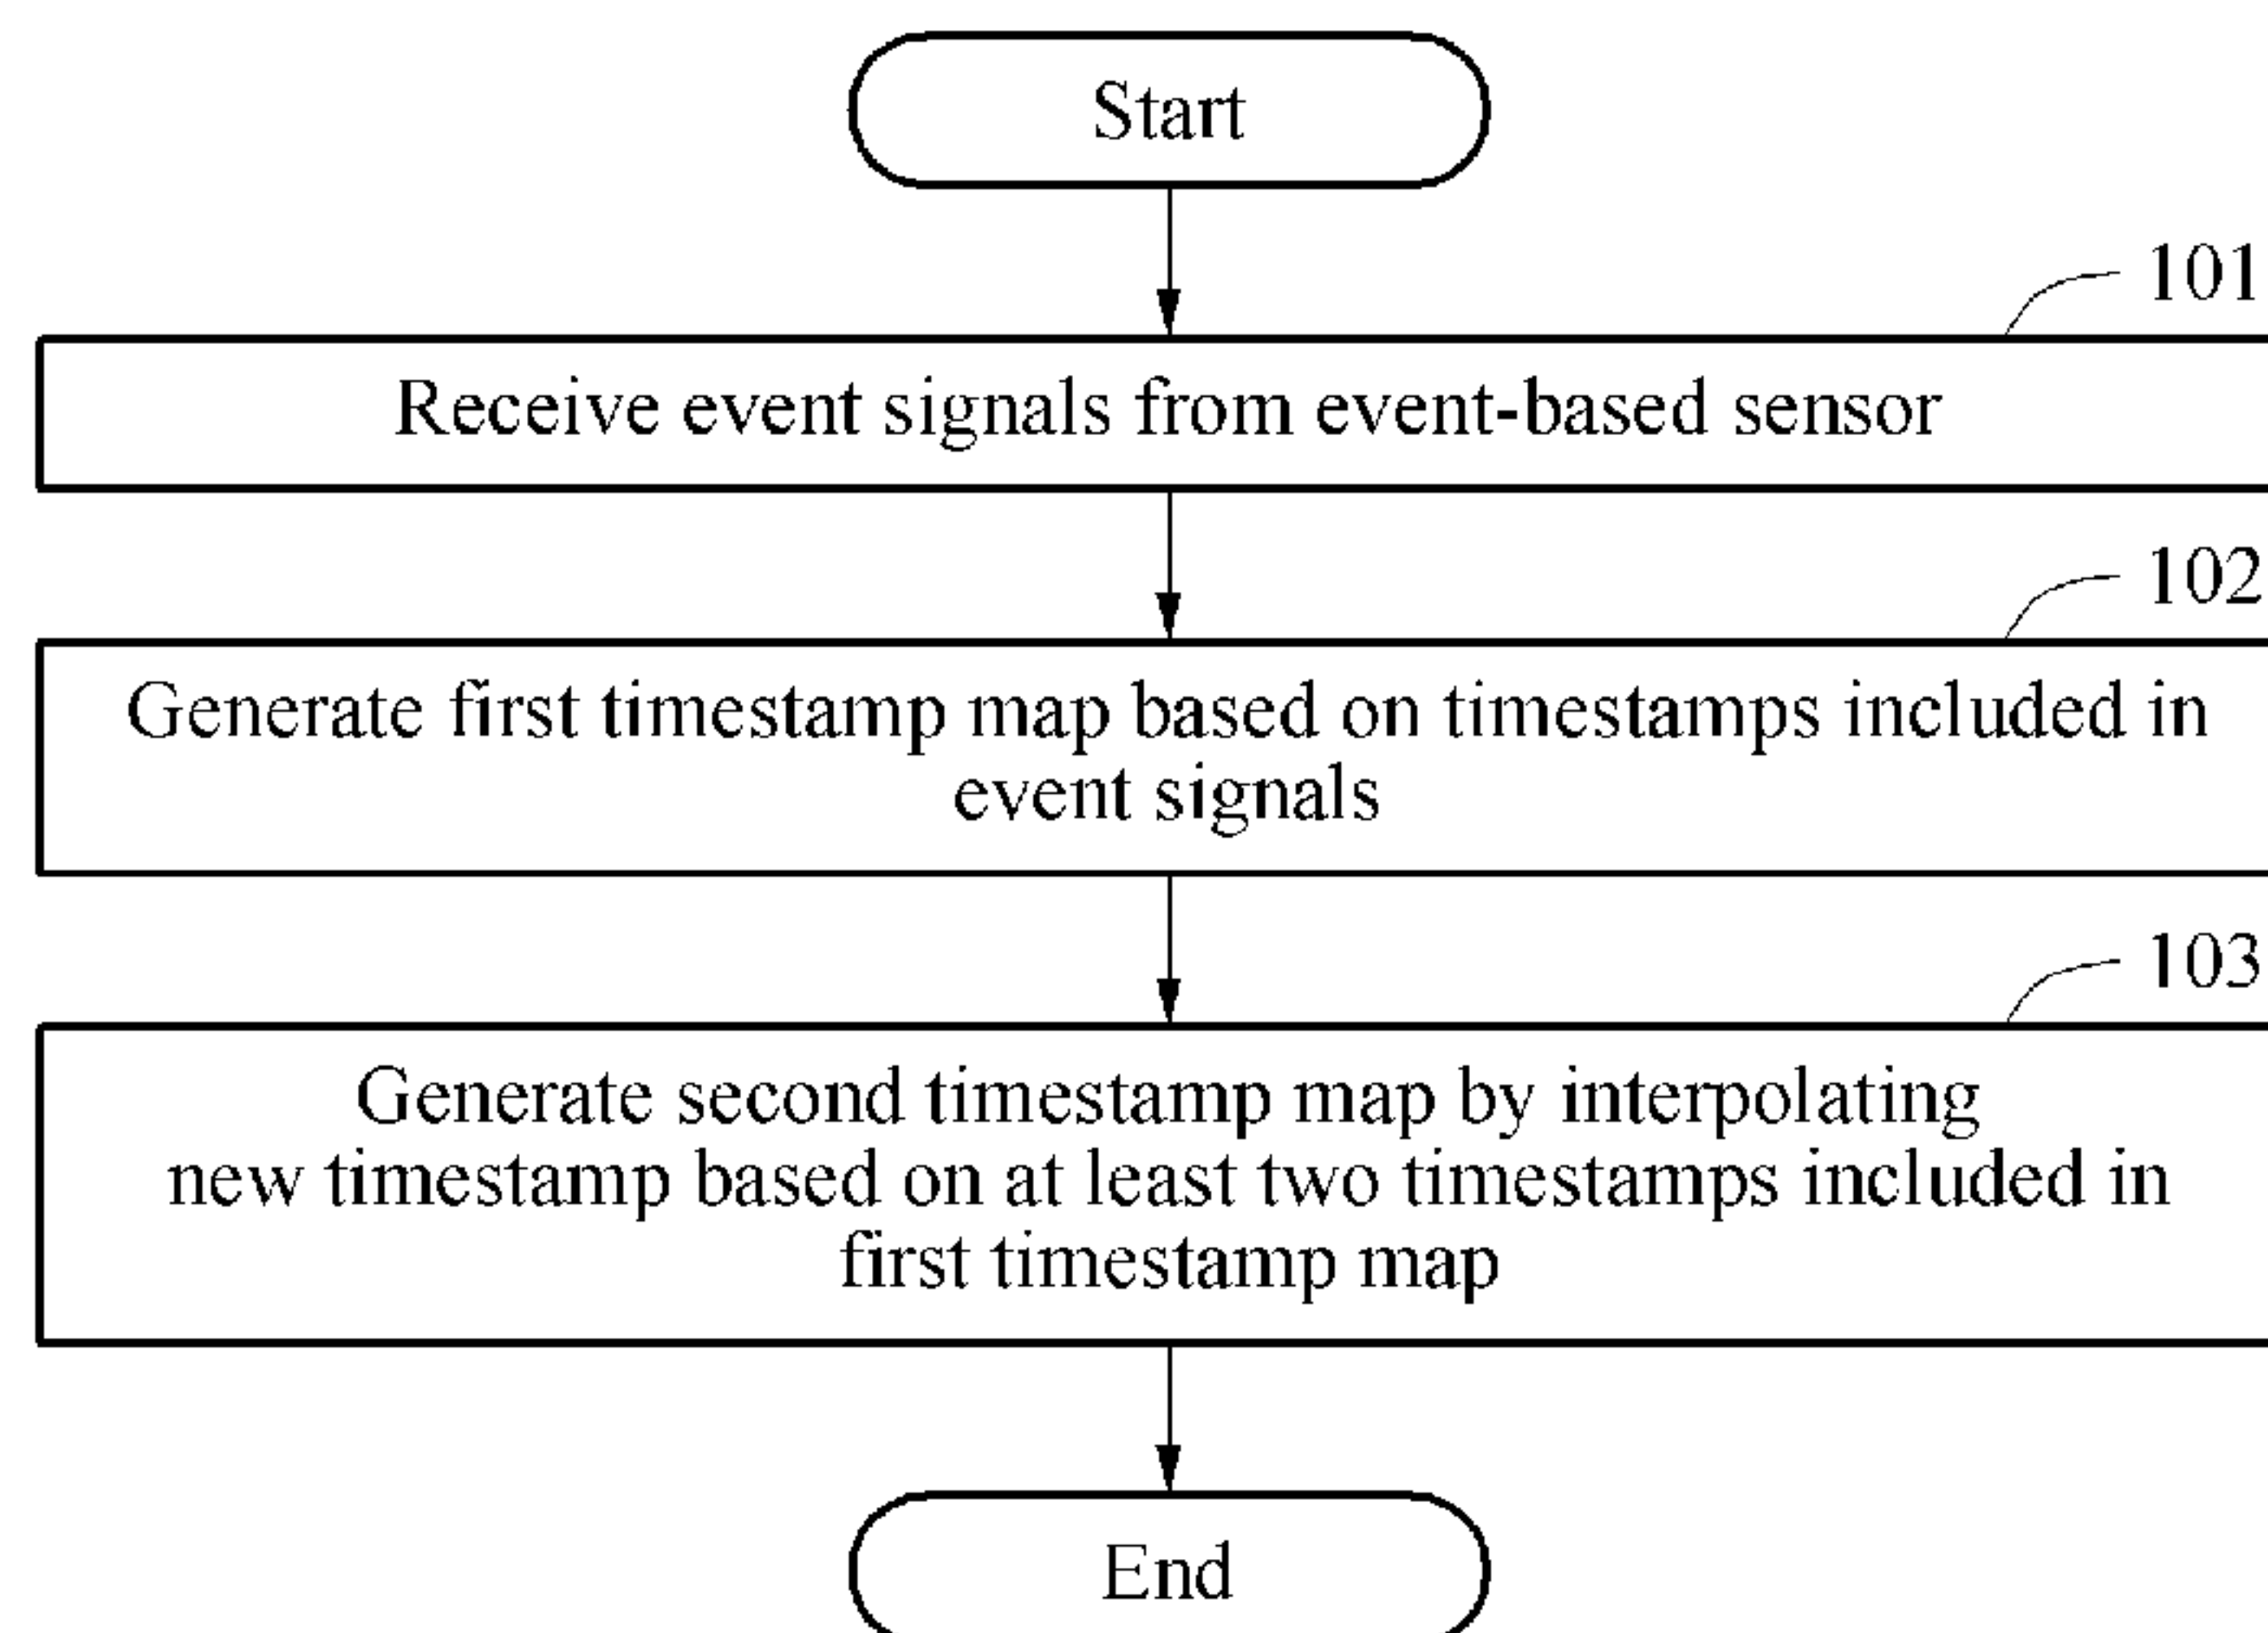 Start
101
Receive event signals from event-based sensor
102
Generate first timestamp map based on timestamps included in
event signals
103
Generate second timestamp map by interpolating
new timestamp based on at least two timestamps included in
first timestamp map
End